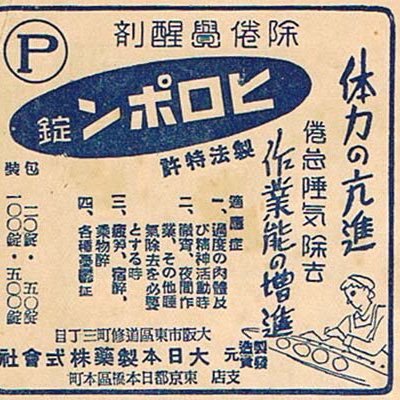 除倦覺醒剤
P
ヒロポン
錠
製法特許
体力の亢進
倦怠睡気除去
作業能の増進
適應症
一、過度の肉體及
び精神活動時
二、徹宵、夜間作
業、その他睡
氣除去を必要
とする時
三、疲勞、宿醉、
乘物醉
四、各種憂鬱症
包装
二〇錠・五〇錠
一〇〇錠・五〇〇錠
大阪市東區道修町三丁目
製造發賣元 大日本製藥株式會社
支店 東京都日本橋區本町